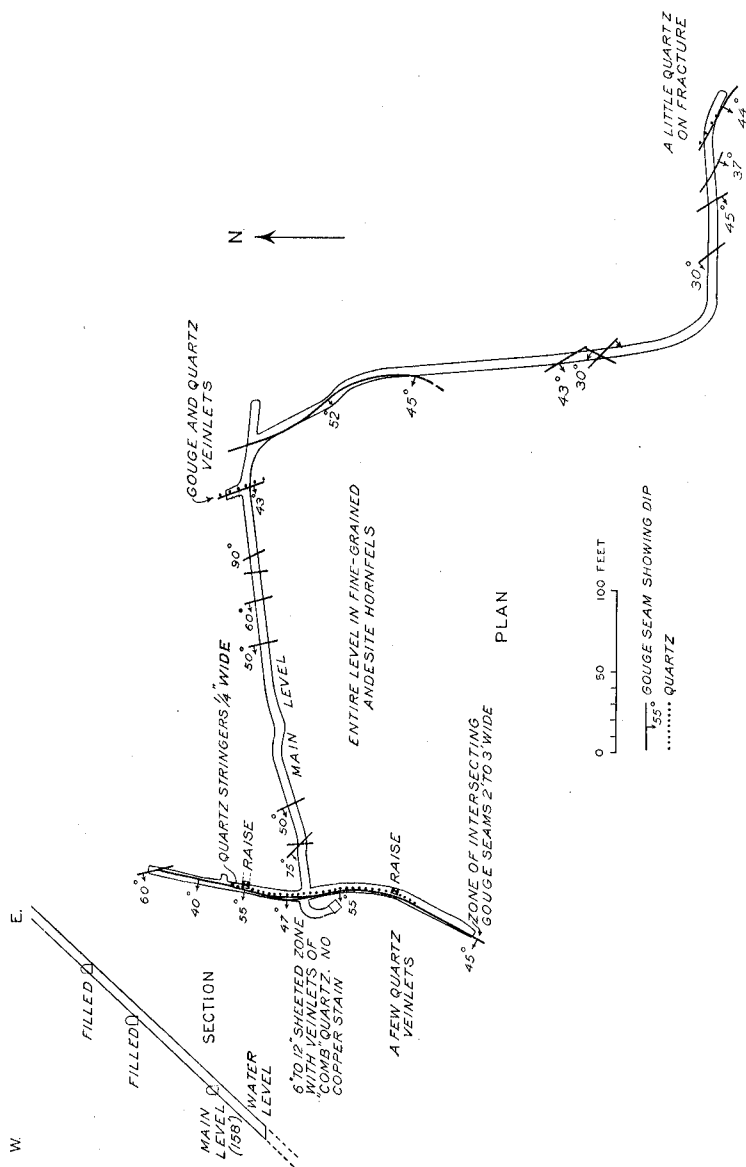 W.
E.
FILLED
FILLED
SECTION
MAIN
LEVEL
(158')
WATER
LEVEL
60°
40°
55°
47°
QUARTZ STRINGERS 1/4" WIDE
RAISE
6" TO 12" SHEETED ZONE
WITH VEINLETS OF
"COMB" QUARTZ. NO
COPPER STAIN
55°
RAISE
A FEW QUARTZ
VEINLETS
45°
ZONE OF INTERSECTING
GOUGE SEAMS 2' TO 3' WIDE
75°
50°
MAIN LEVEL
50°
60°
90°
43°
GOUGE AND QUARTZ
VEINLETS
N
52°
45°
43°
30°
30°
45°
37°
44°
A LITTLE QUARTZ
ON FRACTURE
ENTIRE LEVEL IN FINE-GRAINED
ANDESITE HORNFELS
PLAN
0 50 100 FEET
55° GOUGE SEAM SHOWING DIP
QUARTZ